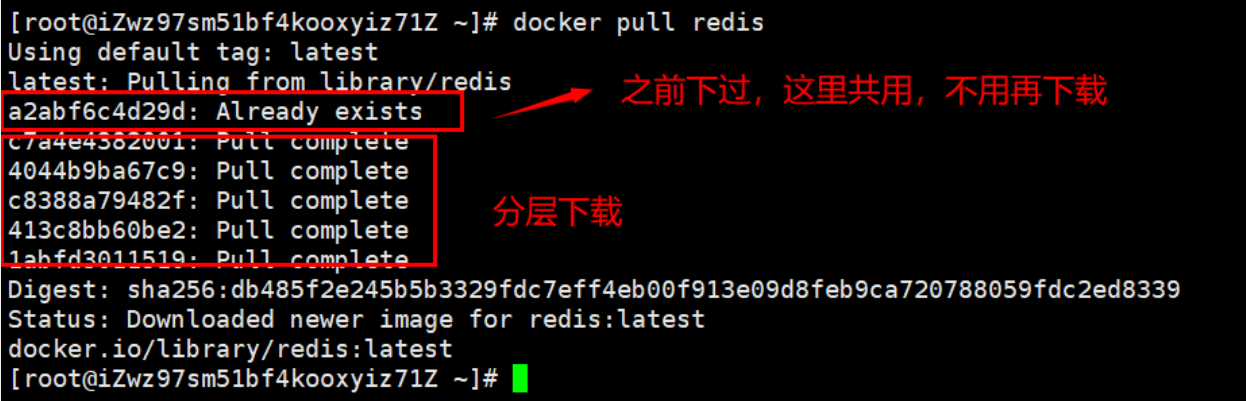 [root@iZwz97sm51bf4kooxyiz71Z ~]# docker pull redis
Using default tag: latest
latest: Pulling from library/redis
之前下过，这里共用，不用再下载
a2abf6c4d29d: Already exists
c7a4e4382001: Pull complete
4044b9ba67c9: Pull complete
c8388a79482f: Pull complete
分层下载
413c8bb60be2: Pull complete
1abfd3011519: Pull complete
Digest: sha256:db485f2e245b5b3329fdc7eff4eb00f913e09d8feb9ca720788059fdc2ed8339
Status: Downloaded newer image for redis:latest
docker.io/library/redis:latest
[root@iZwz97sm51bf4kooxyiz71Z ~]#